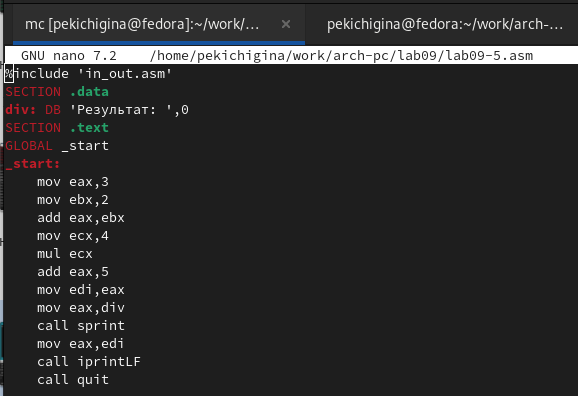 mc [pekichigina@fedora]:~/work/... × pekichigina@fedora:~/work/arch-...
GNU nano 7.2 /home/pekichigina/work/arch-pc/lab09/lab09-5.asm
%include 'in_out.asm'
SECTION .data
div: DB 'Результат: ',0
SECTION .text
GLOBAL _start
_start:
mov eax,3
mov ebx,2
add eax,ebx
mov ecx,4
mul ecx
add eax,5
mov edi,eax
mov eax,div
call sprint
mov eax,edi
call iprintLF
call quit